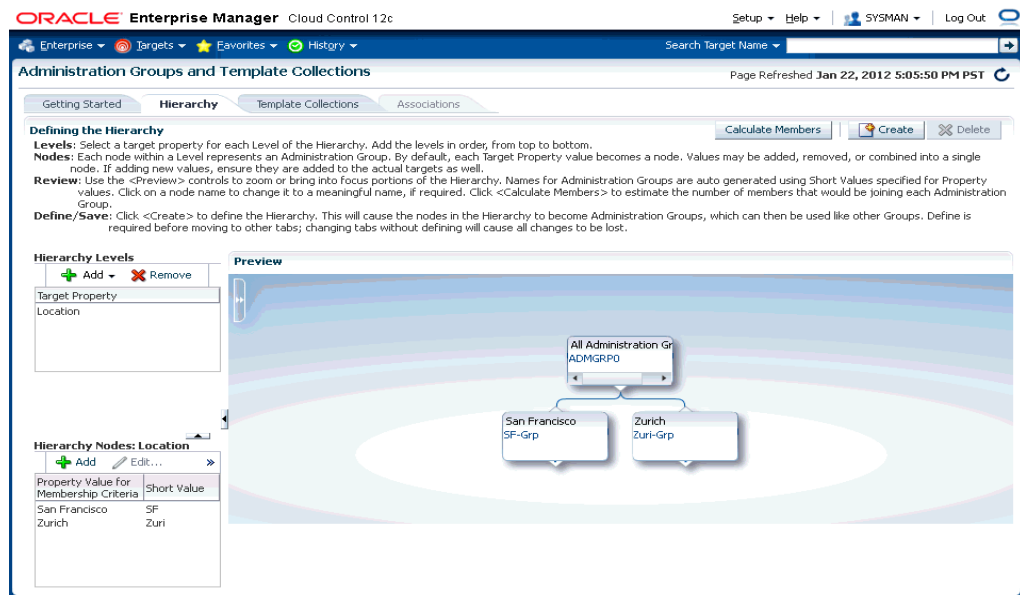 ORACLE Enterprise Manager Cloud Control 12c
Setup Help SYSMAN Log Out
Enterprise Targets Favorites History Search Target Name
Administration Groups and Template Collections
Page Refreshed Jan 22, 2012 5:05:50 PM PST
Getting Started Hierarchy Template Collections Associations
Defining the Hierarchy
Calculate Members Create Delete
Levels: Select a target property for each Level of the Hierarchy. Add the levels in order, from top to bottom.
Nodes: Each node within a Level represents an Administration Group. By default, each Target Property value becomes a node. Values may be added, removed, or combined into a single
node. If adding new values, ensure they are added to the actual targets as well.
Review: Use the <Preview> controls to zoom or bring into focus portions of the Hierarchy. Names for Administration Groups are auto generated using Short Values specified for Property
values. Click on a node name to change it to a meaningful name, if required. Click <Calculate Members> to estimate the number of members that would be joining each Administration
Group.
Define/Save: Click <Create> to define the Hierarchy. This will cause the nodes in the Hierarchy to become Administration Groups, which can then be used like other Groups. Define is
required before moving to other tabs; changing tabs without defining will cause all changes to be lost.
Hierarchy Levels
Add Remove
Target Property
Location
Preview
All Administration Gr
ADMGRP0
San Francisco
SF-Grp
Zurich
Zuri-Grp
Hierarchy Nodes: Location
Add Edit... »
Property Value for
Membership Criteria
Short Value
San Francisco SF
Zurich Zuri